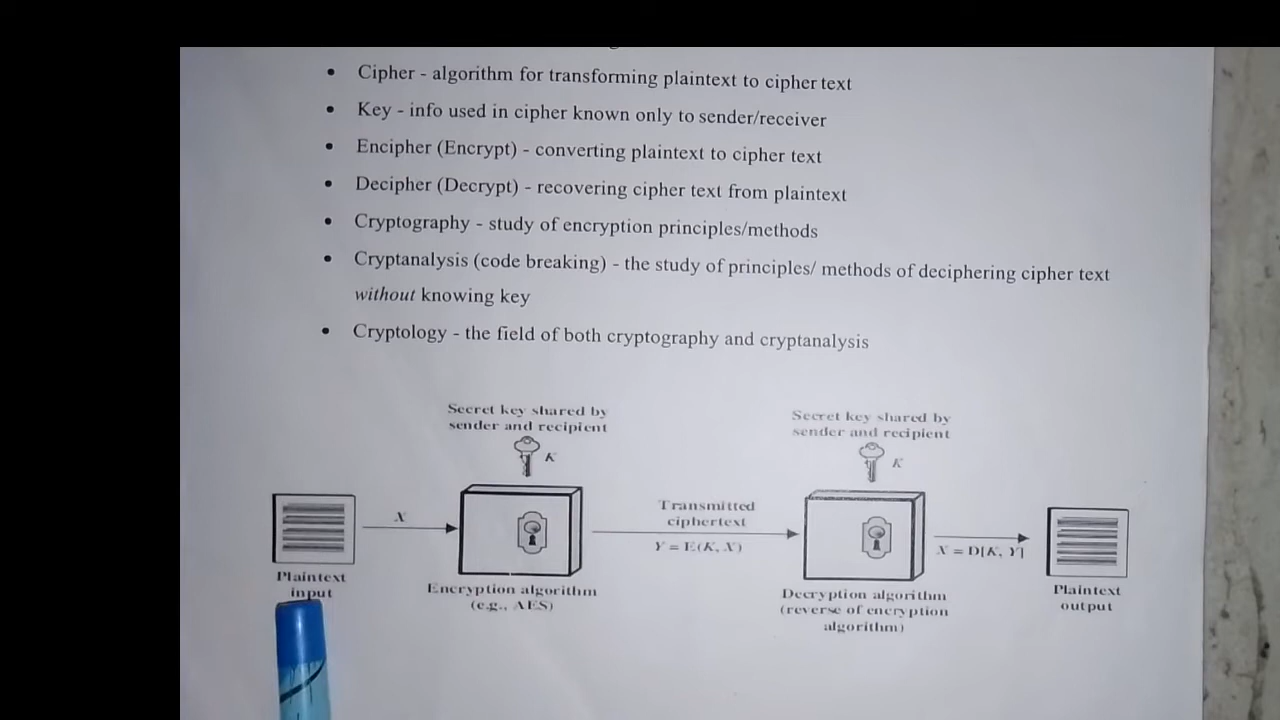 • Cipher - algorithm for transforming plaintext to cipher text
• Key - info used in cipher known only to sender/receiver
• Encipher (Encrypt) - converting plaintext to cipher text
• Decipher (Decrypt) - recovering cipher text from plaintext
• Cryptography - study of encryption principles/methods
• Cryptanalysis (code breaking) - the study of principles/ methods of deciphering cipher text
without knowing key
• Cryptology - the field of both cryptography and cryptanalysis
Secret key shared by
sender and recipient
K
Secret key shared by
sender and recipient
K
X
Transmitted
ciphertext
Y = E(K, X)
X = D[K, Y]
Plaintext
input
Encryption algorithm
(e.g., AES)
Decryption algorithm
(reverse of encryption
algorithm)
Plaintext
output